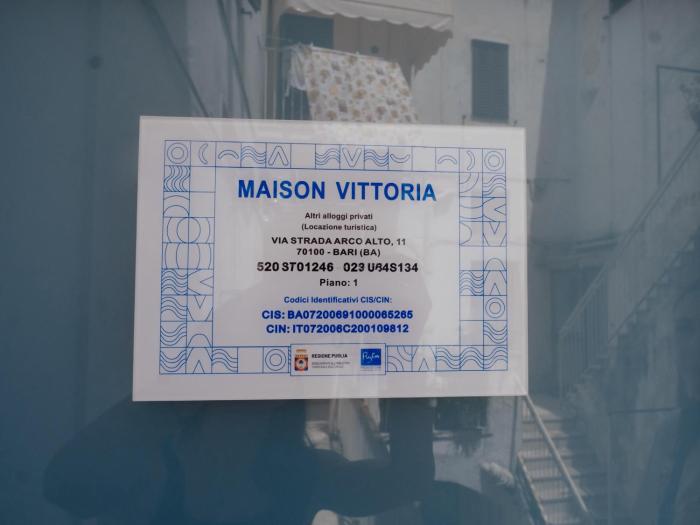 MAISON VITTORIA
Altri alloggi privati
(Locazione turistica)
VIA STRADA ARCO ALTO, 11
70100 - BARI (BA)
520 ST01246 023 U64S134
Piano: 1
Codici Identificativi CIS/CIN:
CIS: BA07200691000065265
CIN: IT072006C200109812
REGIONE PUGLIA